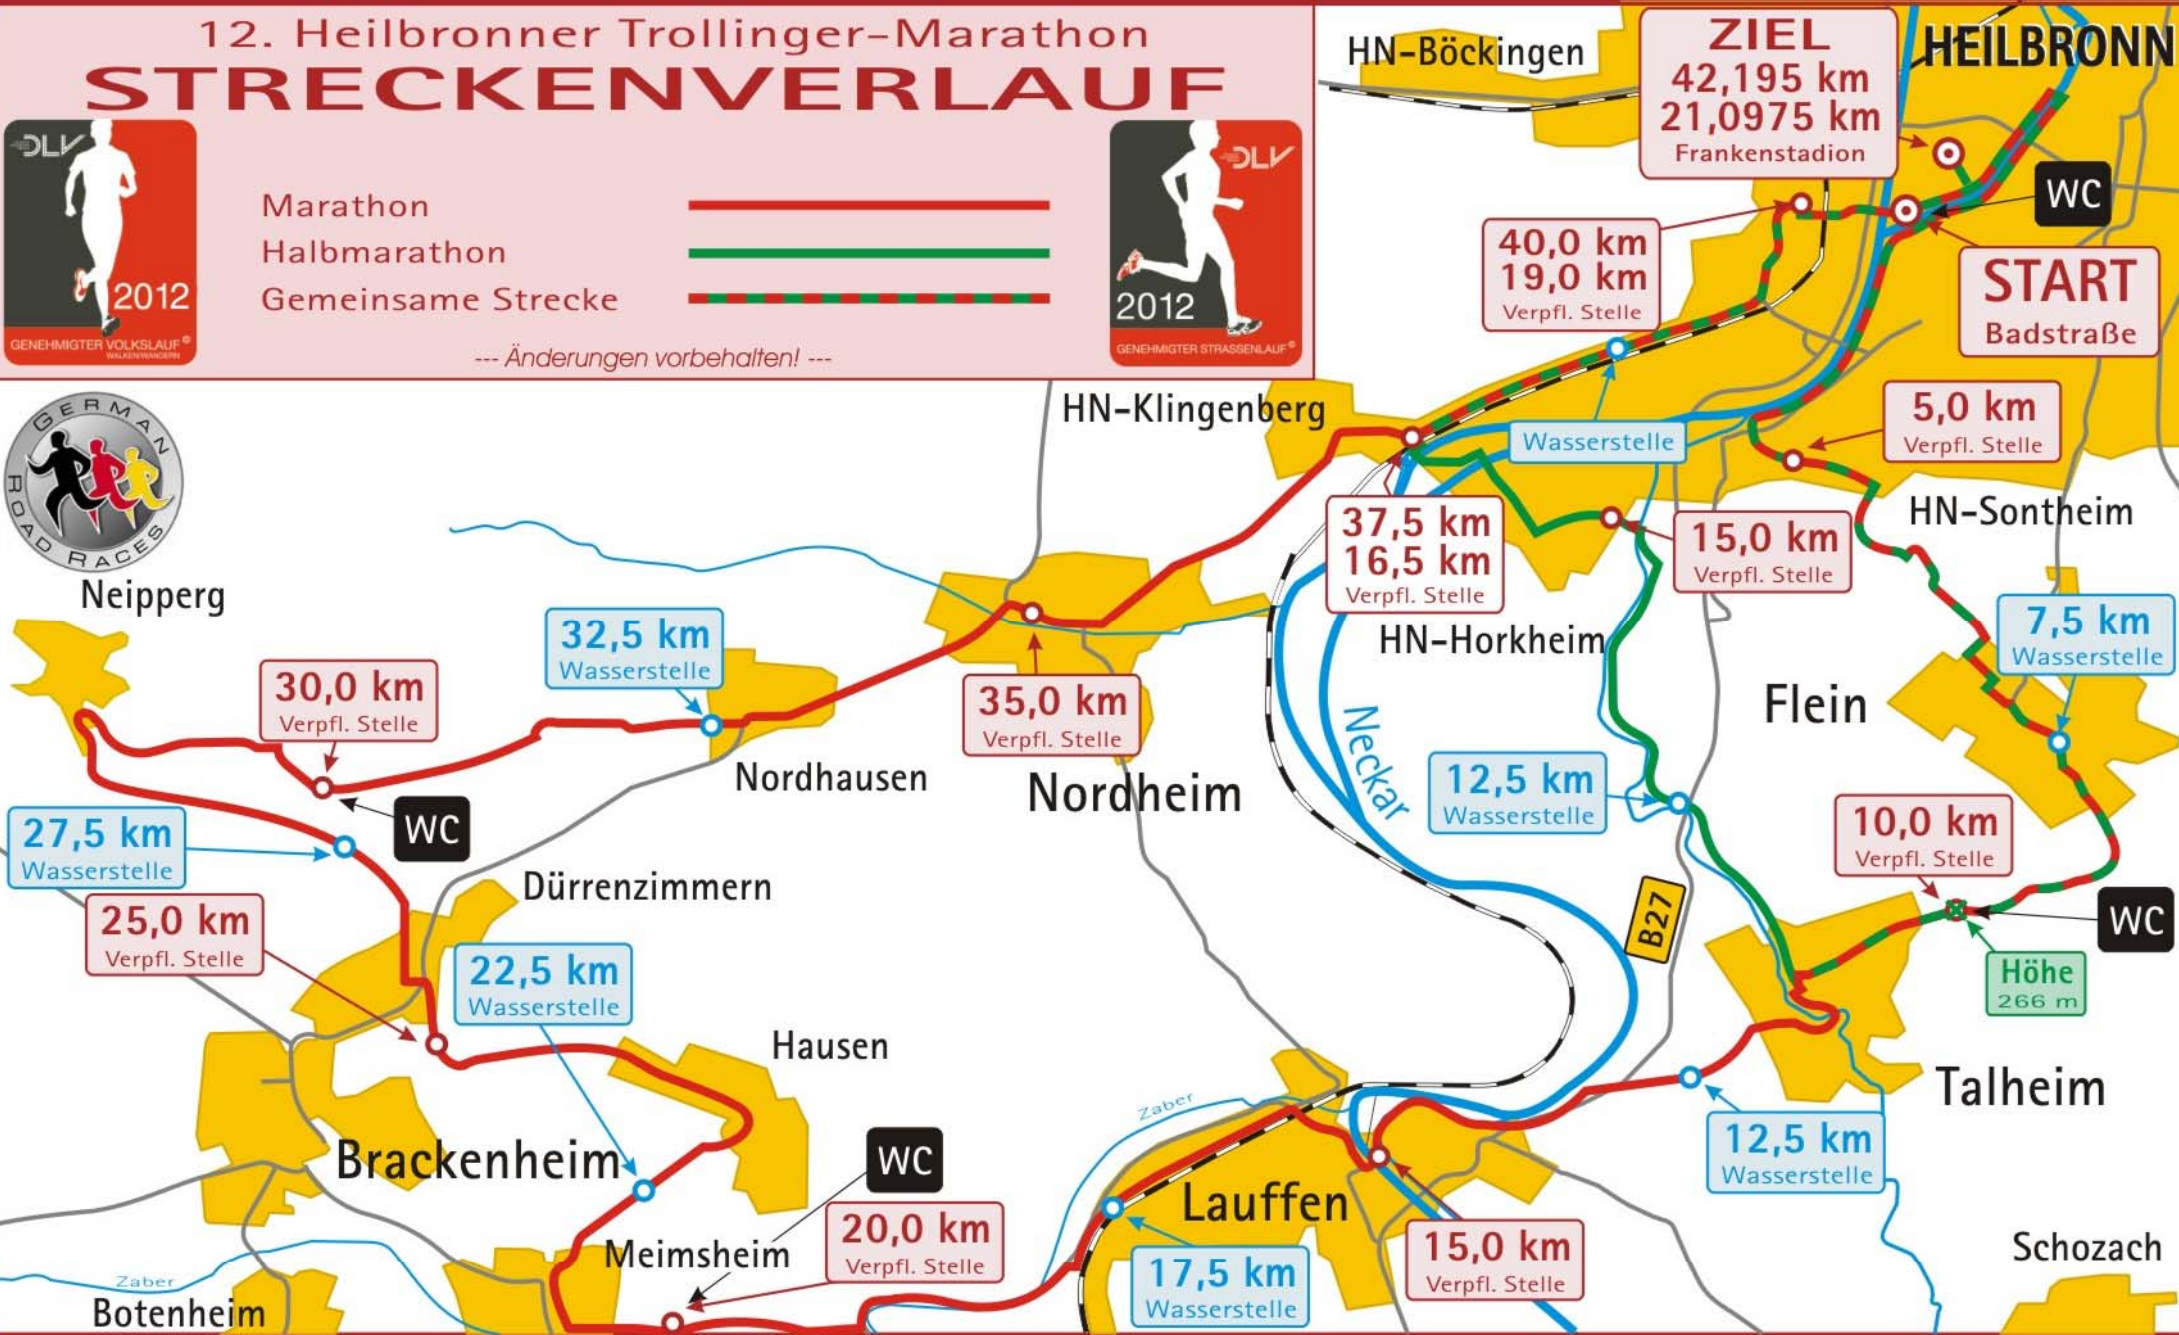 12. Heilbronner Trollinger-Marathon
STRECKENVERLAUF
DLV
2012
GENEHMIGTER VOLKSLAUF®
WALKEN/WANDERN
Marathon
Halbmarathon
Gemeinsame Strecke
--- Änderungen vorbehalten! ---
DLV
2012
GENEHMIGTER STRASSENLAUF®
GERMAN
ROAD RACES
HN-Böckingen
ZIEL
42,195 km
21,0975 km
Frankenstadion
HEILBRONN
WC
START
Badstraße
40,0 km
19,0 km
Verpfl. Stelle
HN-Klingenberg
Wasserstelle
5,0 km
Verpfl. Stelle
HN-Sontheim
37,5 km
16,5 km
Verpfl. Stelle
15,0 km
Verpfl. Stelle
HN-Horkheim
7,5 km
Wasserstelle
Flein
Neipperg
30,0 km
Verpfl. Stelle
32,5 km
Wasserstelle
35,0 km
Verpfl. Stelle
Nordhausen
Nordheim
Neckar
12,5 km
Wasserstelle
10,0 km
Verpfl. Stelle
WC
Höhe
266 m
27,5 km
Wasserstelle
WC
Dürrenzimmern
25,0 km
Verpfl. Stelle
22,5 km
Wasserstelle
B27
Hausen
Talheim
Zaber
12,5 km
Wasserstelle
Brackenheim
WC
Lauffen
20,0 km
Verpfl. Stelle
Meimsheim
17,5 km
Wasserstelle
15,0 km
Verpfl. Stelle
Schozach
Zaber
Botenheim